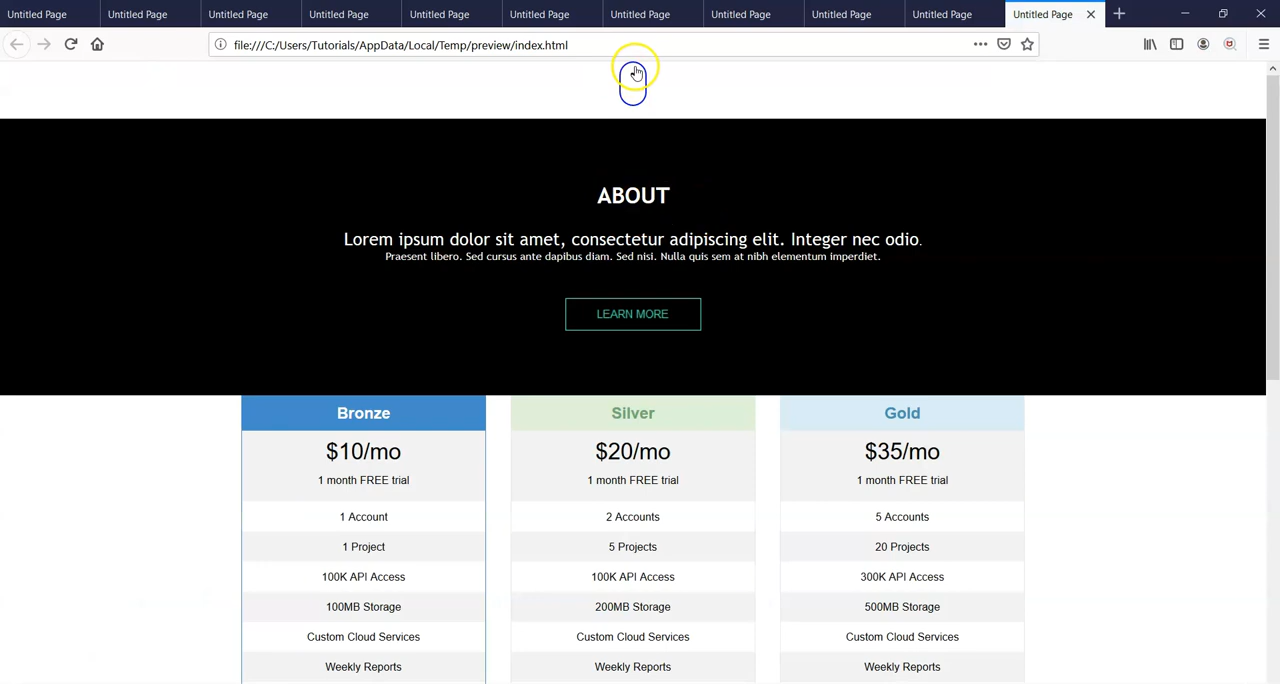 Untitled Page Untitled Page Untitled Page Untitled Page Untitled Page Untitled Page Untitled Page Untitled Page Untitled Page Untitled Page Untitled Page
file:///C:/Users/Tutorials/AppData/Local/Temp/preview/index.html
ABOUT
Lorem ipsum dolor sit amet, consectetur adipiscing elit. Integer nec odio.
Praesent libero. Sed cursus ante dapibus diam. Sed nisi. Nulla quis sem at nibh elementum imperdiet.
LEARN MORE
Bronze
$10/mo
1 month FREE trial
1 Account
1 Project
100K API Access
100MB Storage
Custom Cloud Services
Weekly Reports
Silver
$20/mo
1 month FREE trial
2 Accounts
5 Projects
100K API Access
200MB Storage
Custom Cloud Services
Weekly Reports
Gold
$35/mo
1 month FREE trial
5 Accounts
20 Projects
300K API Access
500MB Storage
Custom Cloud Services
Weekly Reports